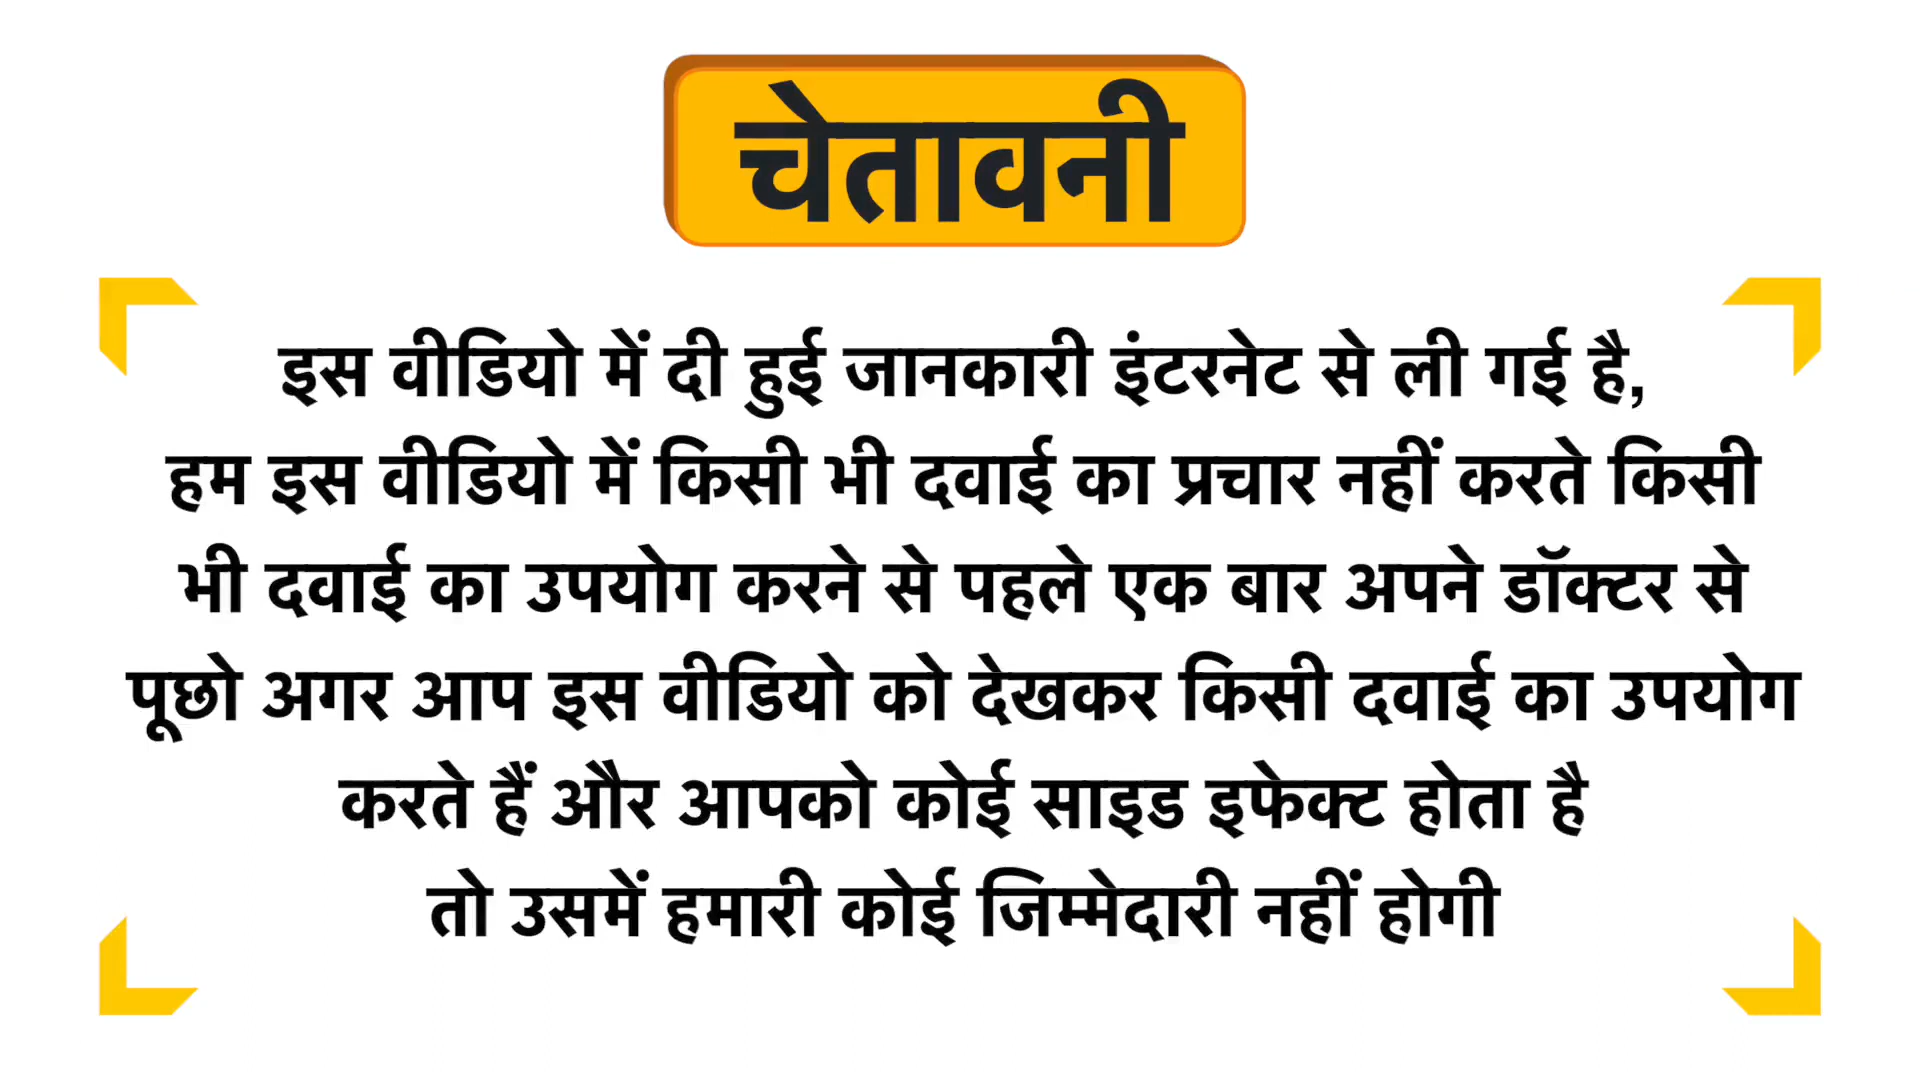 चेतावनी
इस वीडियो में दी हुई जानकारी इंटरनेट से ली गई है,
हम इस वीडियो में किसी भी दवाई का प्रचार नहीं करते किसी
भी दवाई का उपयोग करने से पहले एक बार अपने डॉक्टर से
पूछो अगर आप इस वीडियो को देखकर किसी दवाई का उपयोग
करते हैं और आपको कोई साइड इफेक्ट होता है
तो उसमें हमारी कोई जिम्मेदारी नहीं होगी